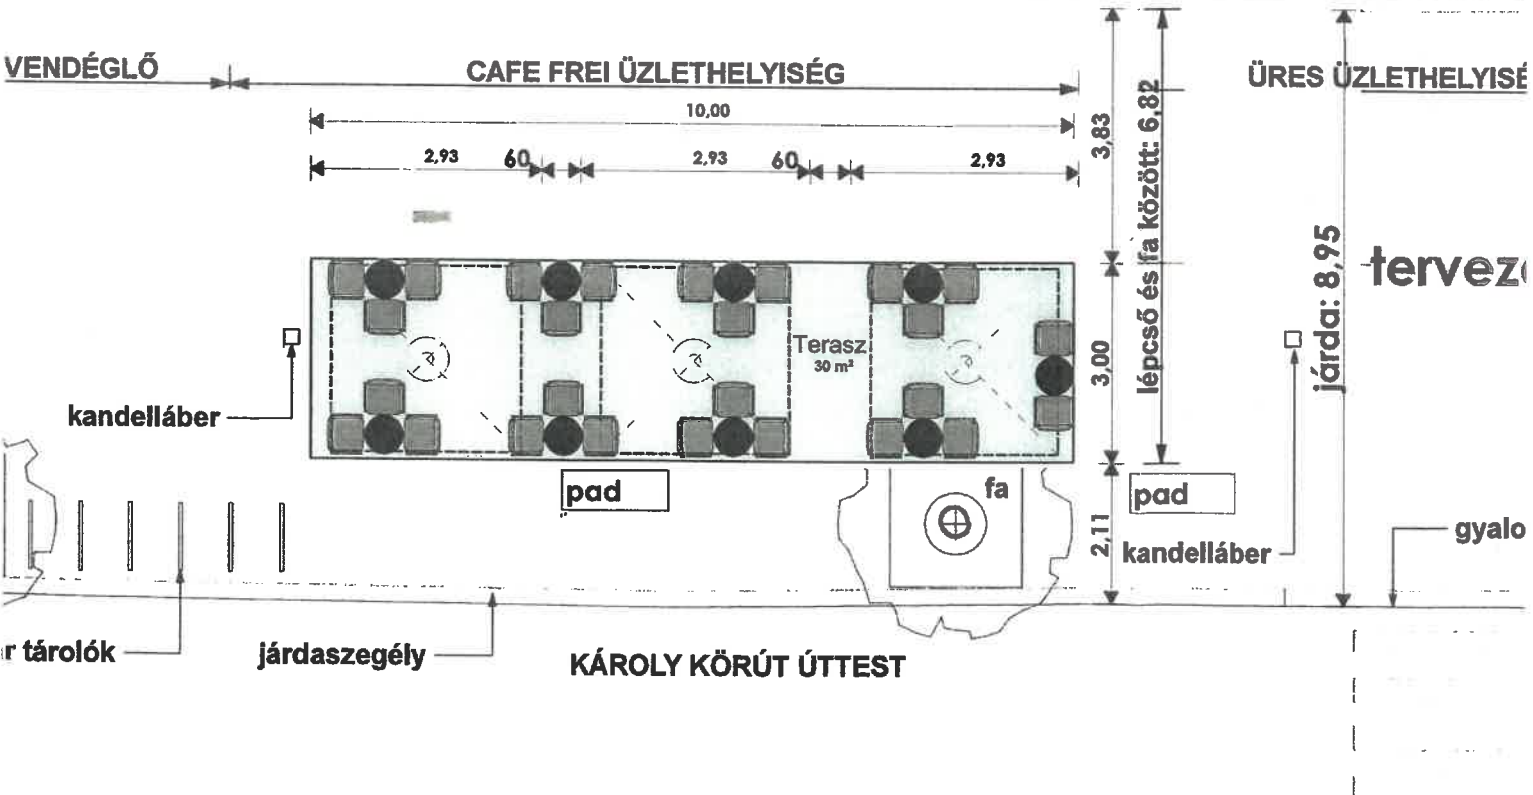 VENDÉGLŐ
CAFE FREI ÜZLETHELYISÉG
ÜRES ÜZLETHELYISÉ
10,00
2,93
60
2,93
60
2,93
3,83
lépcső és fa között: 6,82
járda: 8,95
terveze
Terasz
30 m²
3,00
kandelláber
pad
fa
pad
2,11
kandelláber
gyalo
r tárolók
járdaszegély
KÁROLY KÖRÚT ÚTTEST